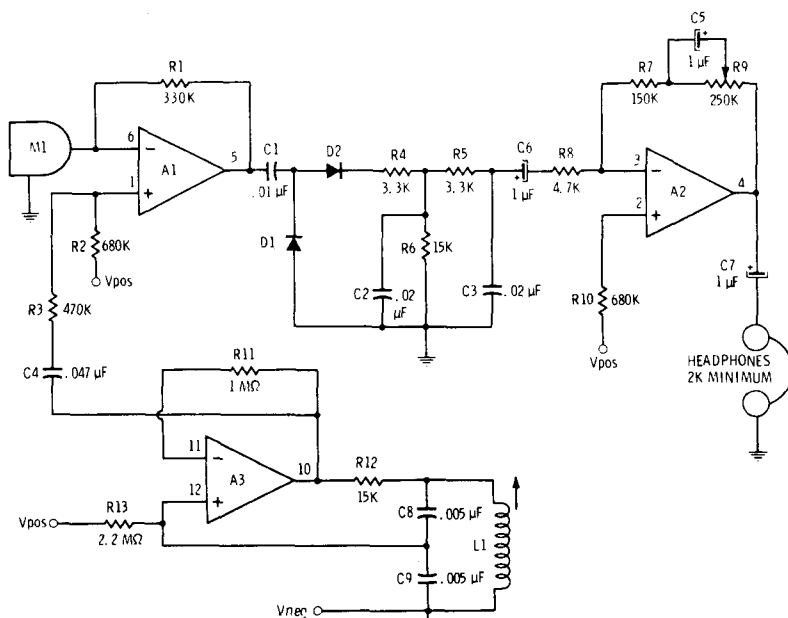 C5
1 µF
R1
330K
R7
150K
R9
250K
M1
6
A1
5
C1
.01 µF
D2
R4
3.3K
R5
3.3K
C6
1 µF
R8
4.7K
3
A2
4
1
2
R2
680K
Vpos
D1
R6
15K
C2
.02
µF
C3
.02 µF
C7
1 µF
R3
470K
R10
680K
Vpos
C4
.047 µF
HEADPHONES
2K MINIMUM
R11
1 MΩ
11
A3
10
12
R12
15K
Vpos
R13
2.2 MΩ
C8
.005 µF
L1
C9
.005 µF
Vneg